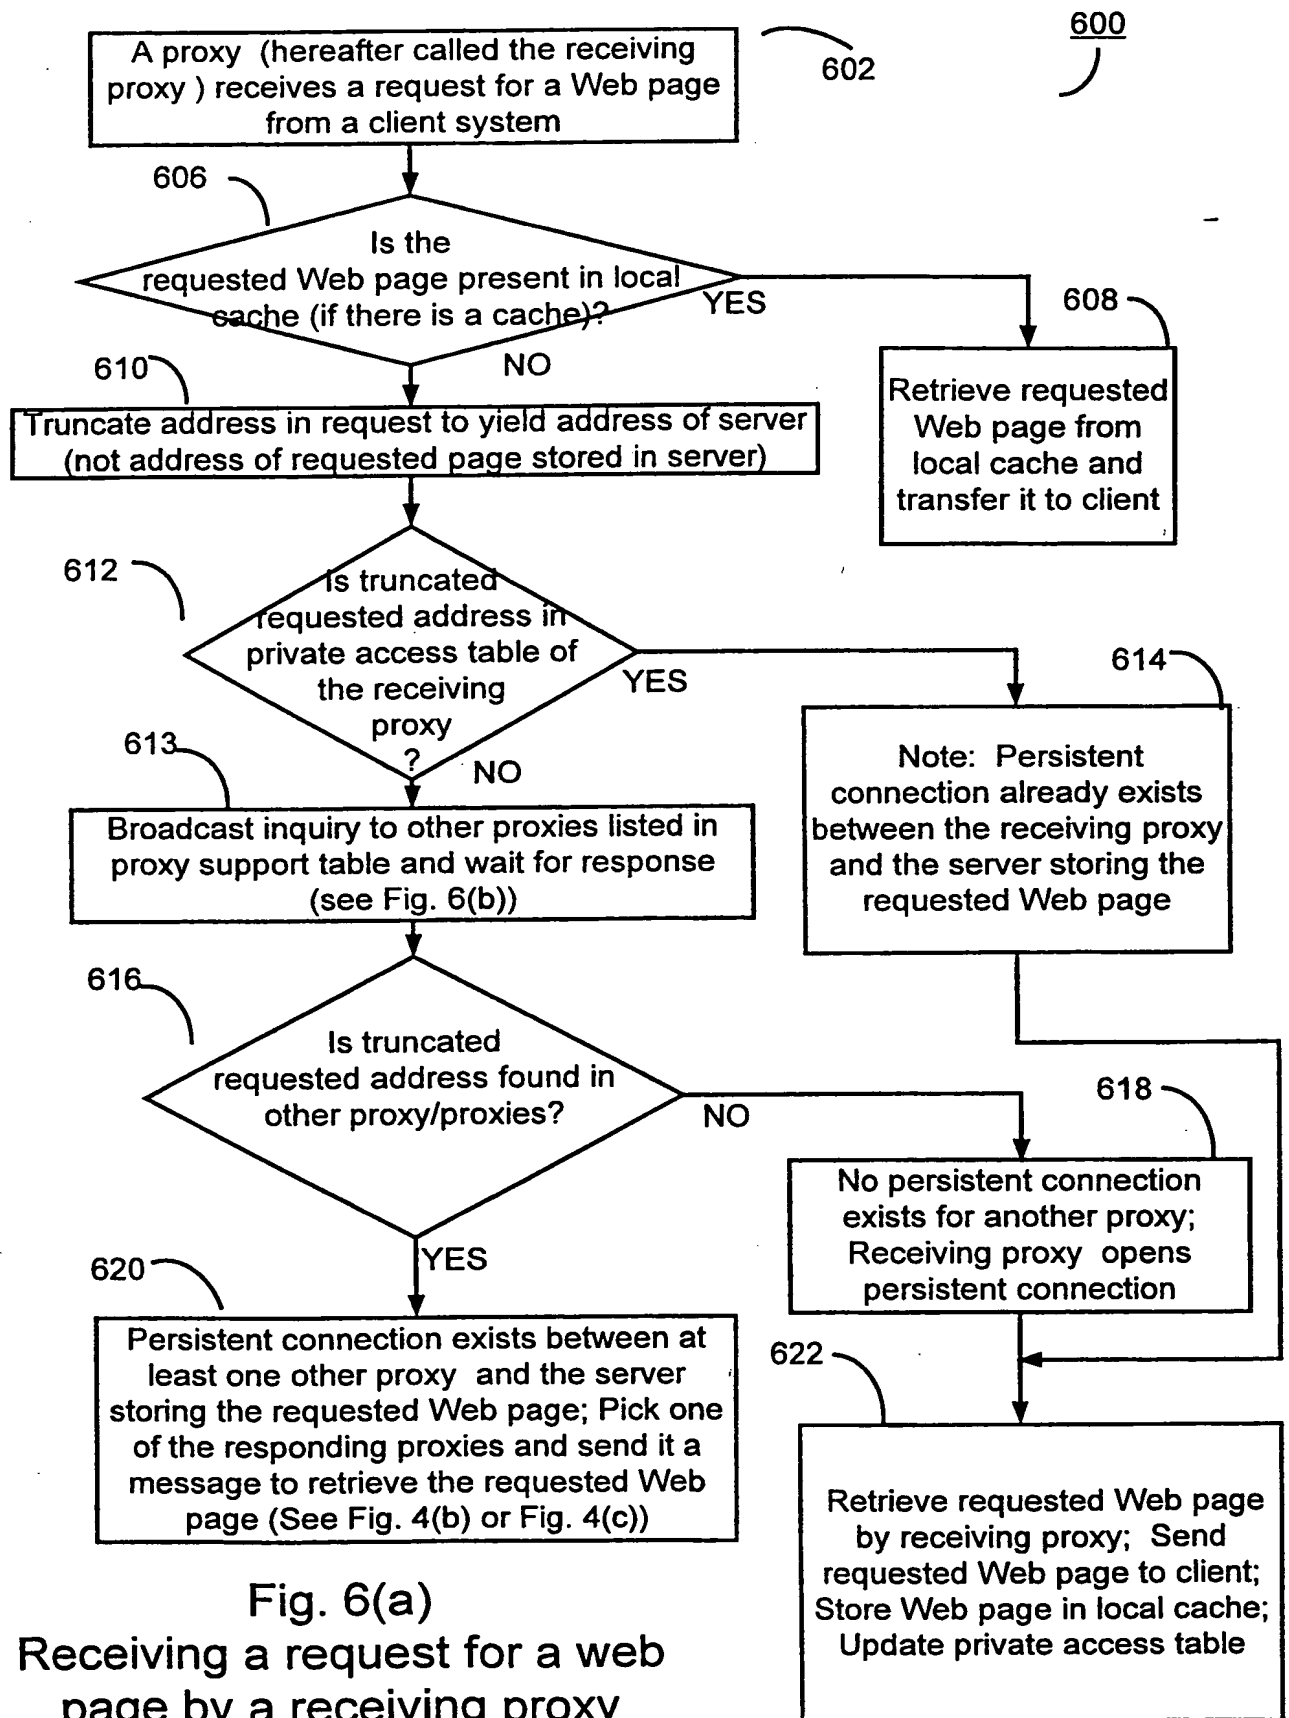 600
A proxy (hereafter called the receiving
proxy ) receives a request for a Web page
from a client system
602
606
Is the
requested Web page present in local
cache (if there is a cache)?
YES
NO
608
Retrieve requested
Web page from
local cache and
transfer it to client
610
Truncate address in request to yield address of server
(not address of requested page stored in server)
612
Is truncated
requested address in
private access table of
the receiving
proxy
?
YES
NO
614
Note: Persistent
connection already exists
between the receiving proxy
and the server storing the
requested Web page
613
Broadcast inquiry to other proxies listed in
proxy support table and wait for response
(see Fig. 6(b))
616
Is truncated
requested address found in
other proxy/proxies?
NO
YES
618
No persistent connection
exists for another proxy;
Receiving proxy opens
persistent connection
620
Persistent connection exists between at
least one other proxy and the server
storing the requested Web page; Pick one
of the responding proxies and send it a
message to retrieve the requested Web
page (See Fig. 4(b) or Fig. 4(c))
622
Retrieve requested Web page
by receiving proxy; Send
requested Web page to client;
Store Web page in local cache;
Update private access table
Fig. 6(a)
Receiving a request for a web
page by a receiving proxy